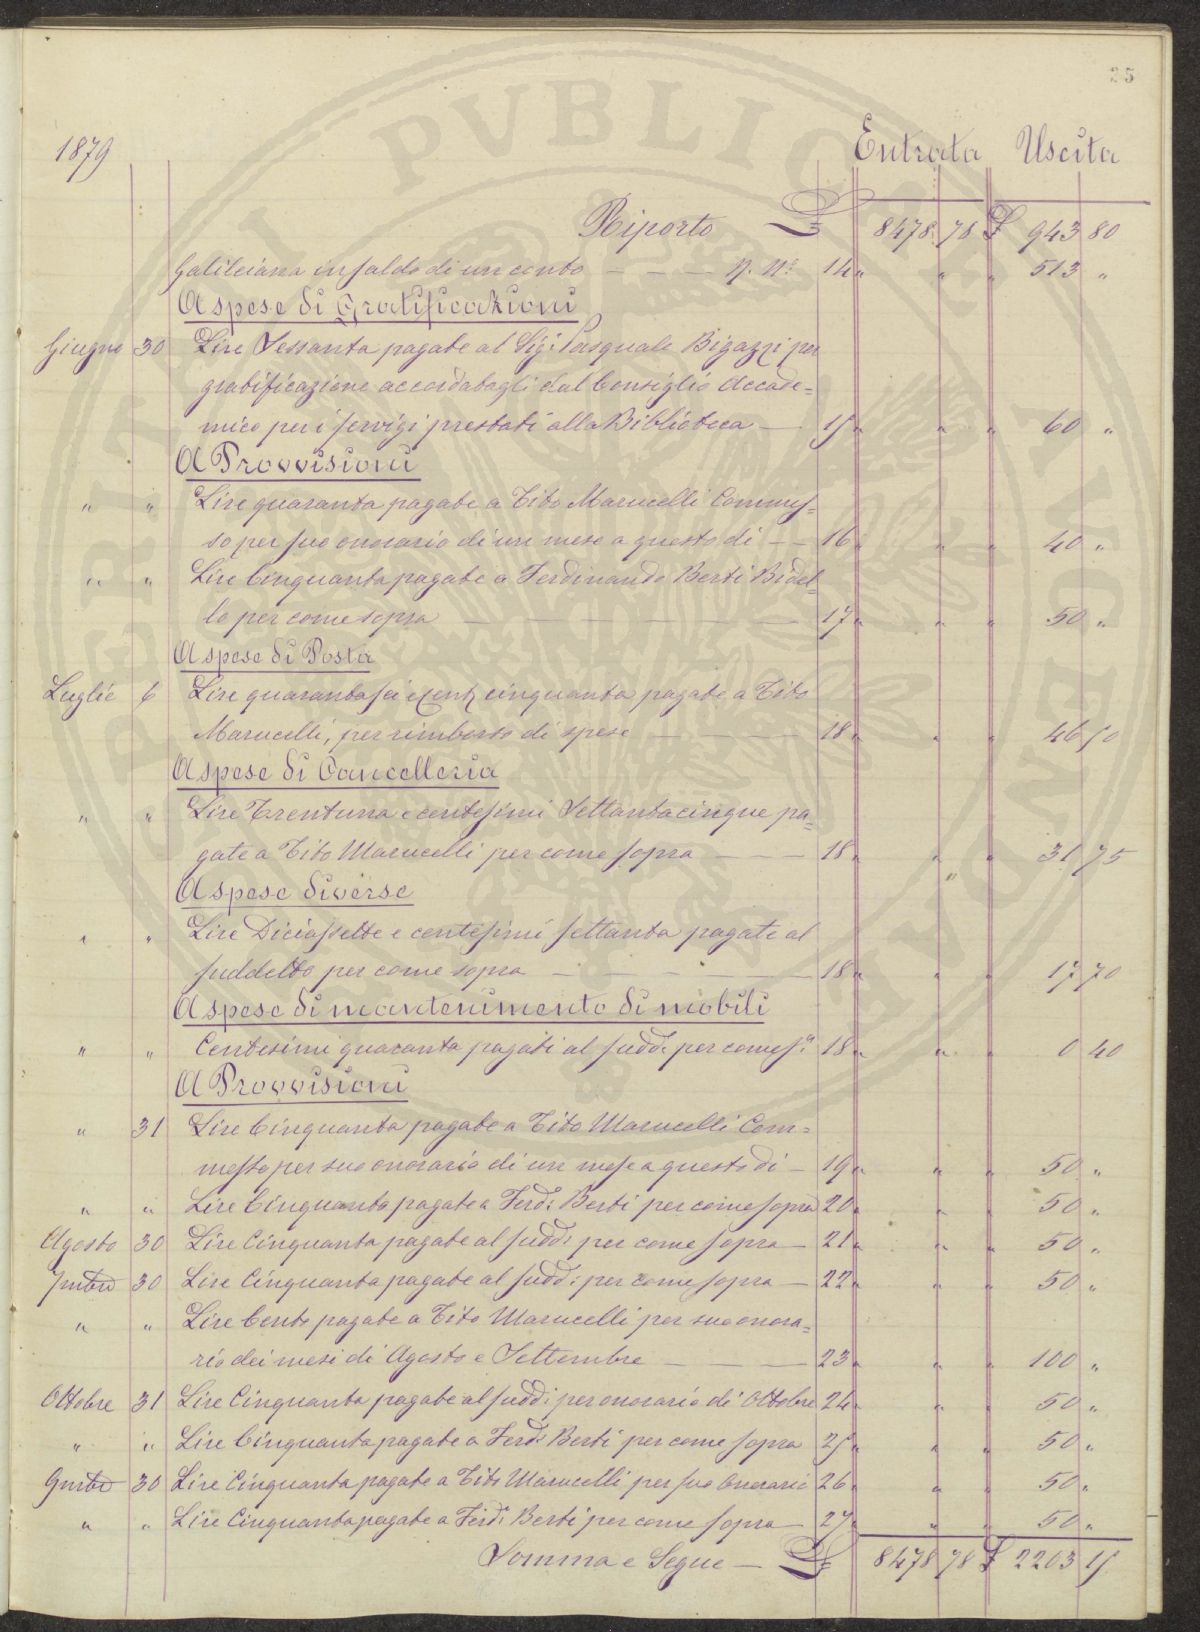 25
1879 Entrata Uscita
Riporto £ 8478 78 £ 943 80
Galileiana in saldo di un conto — — — N. N.° 14 " " " 513 "
A spese di Gratificazioni
Giugno 30 Lire Sessanta pagate al Sig: Pasquale Bigazzi per
gratificazione accordatagli dal Consiglio Accade=
mico per i servigi prestati alla Biblioteca — 15 " " " 60 "
A Provvisioni
" " Lire quaranta pagate a Tito Marucelli Commes=
so per suo onorario di un mese a questo dì — — 16 " " " 40 "
" " Lire Cinquanta pagate a Ferdinando Berti Bidel=
lo per come sopra — — — — — 17 " " " 50 "
A spese di Posta
Luglio 6 Lire quarantasei e cent cinquanta pagate a Tito
Marucelli, per rimborso di spese — — — 18 " " " 46 50
A spese di Cancelleria
" " Lire Trentuna e centesimi Settantacinque pa=
gate a Tito Marucelli per come sopra — — — 18 " " " 31 75
A spese diverse "
" " Lire Diciassette e centesimi settanta pagate al
suddetto per come sopra — — — 18 " " " 17 70
A spese di mantenimento di mobili
" " Centesimi quaranta pagati al sudd: per come s.a 18 " " " 0 40
A Provvisioni
" 31 Lire Cinquanta pagate a Tito Marucelli Com=
messo per suo onorario di un mese a questo dì — 19 " " " 50 "
" " Lire Cinquanta pagate a Ferd: Berti per come sopra 20 " " " 50 "
Agosto 30 Lire Cinquanta pagate al sudd: per come sopra — 21 " " " 50 "
7mbre 30 Lire Cinquanta pagate al sudd: per come sopra — 22 " " " 50 "
" " Lire Cento pagate a Tito Marucelli per suo onora=
rio dei mesi di Agosto e Settembre — — — 23 " " " 100 "
Ottobre 31 Lire Cinquanta pagate al sudd: per onorario di Ottobre 24 " " " 50 "
" " Lire Cinquanta pagate a Ferd: Berti per come sopra 25 " " " 50 "
9mbre 30 Lire Cinquanta pagate a Tito Marucelli per suo Onorario 26 " " " 50 "
" " Lire Cinquanta pagate a Ferd: Berti per come sopra — 27 " " " 50 "
Somma e Segue — £ 8478 78 £ 2203 15